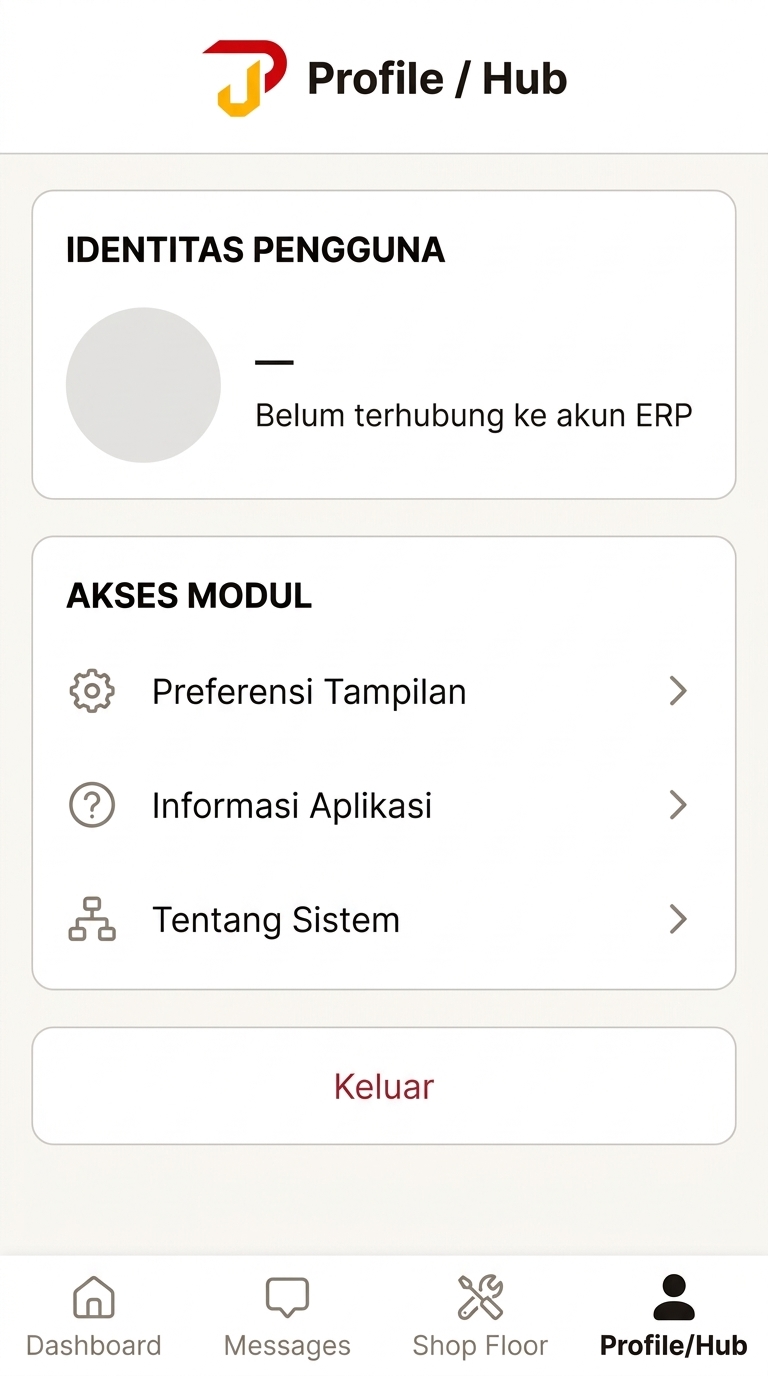 Profile / Hub
IDENTITAS PENGGUNA
—
Belum terhubung ke akun ERP
AKSES MODUL
Preferensi Tampilan
Informasi Aplikasi
Tentang Sistem
Keluar
Dashboard
Messages
Shop Floor
Profile/Hub